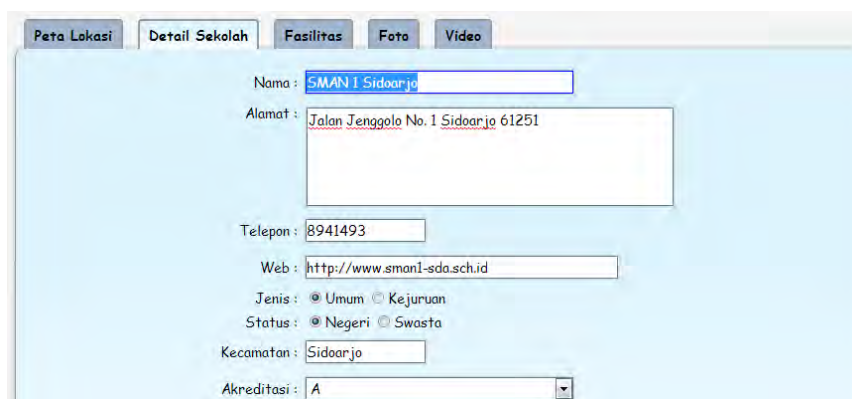 Peta Lokasi Detail Sekolah Fasilitas Foto Video
Nama : SMAN 1 Sidoarjo
Alamat : Jalan Jenggolo No. 1 Sidoarjo 61251
Telepon : 8941493
Web : http://www.sman1-sda.sch.id
Jenis : Umum Kejuruan
Status : Negeri Swasta
Kecamatan : Sidoarjo
Akreditasi : A